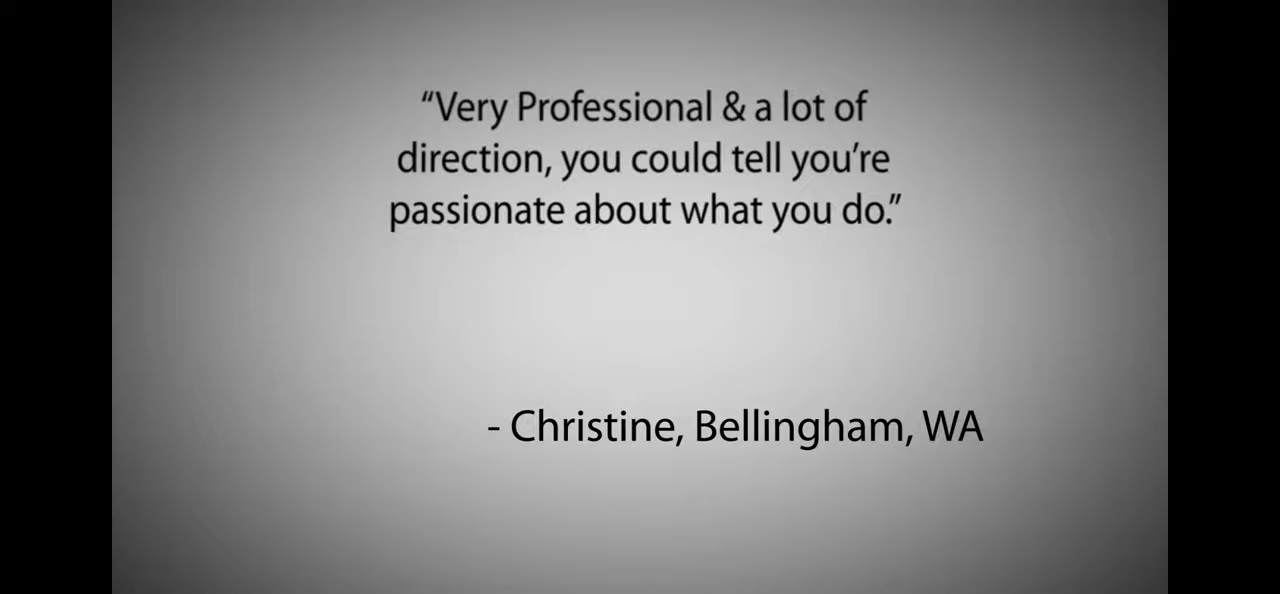 “Very Professional & a lot of
direction, you could tell you’re
passionate about what you do.”
- Christine, Bellingham, WA